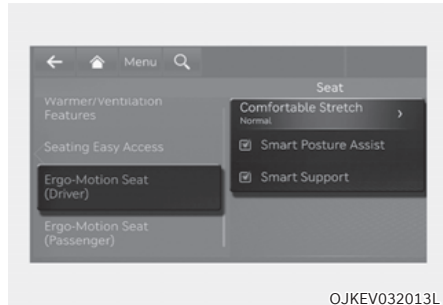 Menu
Seat
Warmer/Ventilation
Features
Seating Easy Access
Ergo-Motion Seat
(Driver)
Ergo-Motion Seat
(Passenger)
Comfortable Stretch
Normal
Smart Posture Assist
Smart Support
OJKEV032013L